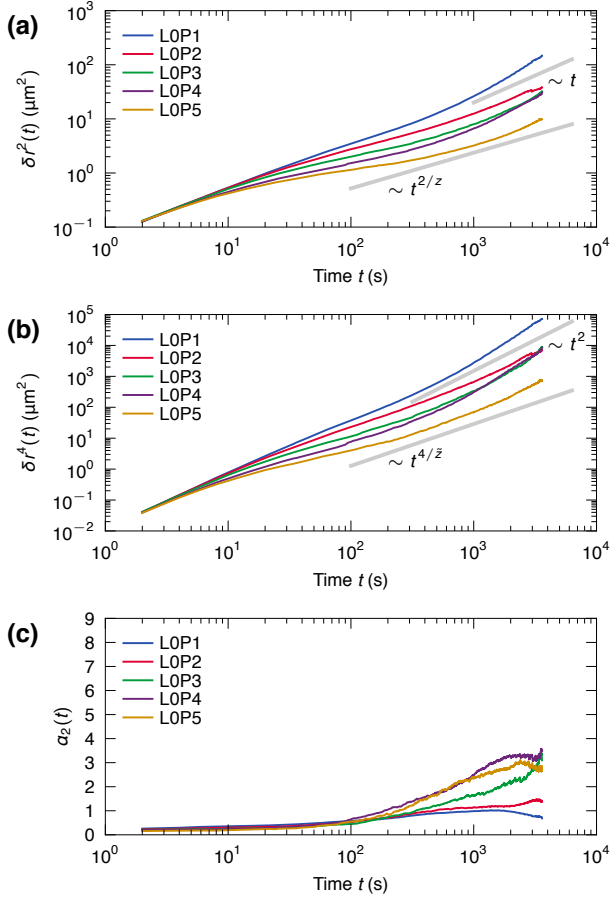 (a)
10³
10²
10¹
10⁰
10⁻¹
δr²(t) (μm²)
L0P1
L0P2
L0P3
L0P4
L0P5
~ t
~ t^{2/z}
10⁰ 10¹ 10² 10³ 10⁴
Time t (s)
(b)
10⁵
10⁴
10³
10²
10¹
10⁰
10⁻¹
10⁻²
δr⁴(t) (μm²)
L0P1
L0P2
L0P3
L0P4
L0P5
~ t²
~ t^{4/z̃}
10⁰ 10¹ 10² 10³ 10⁴
Time t (s)
(c)
9
8
7
6
5
4
3
2
1
0
α₂(t)
L0P1
L0P2
L0P3
L0P4
L0P5
10⁰ 10¹ 10² 10³ 10⁴
Time t (s)